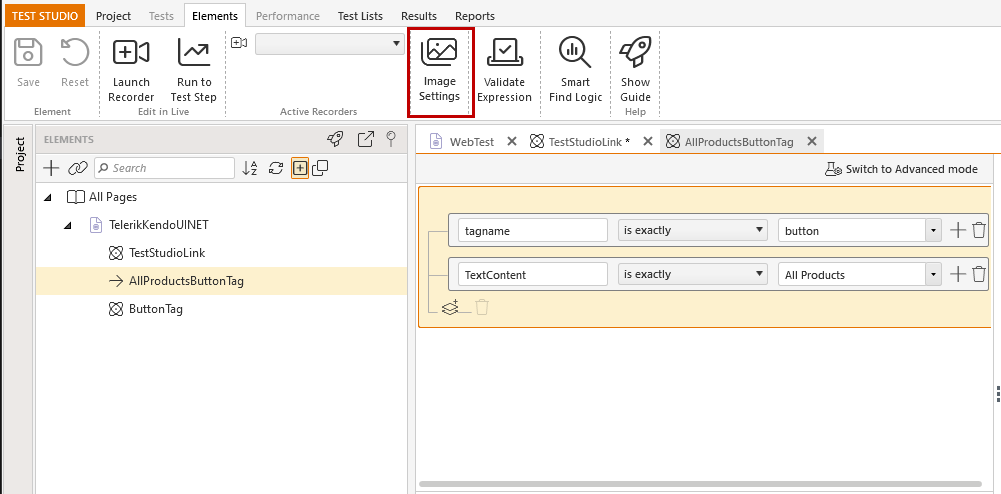 TEST STUDIO Project Tests Elements Performance Test Lists Results Reports
Save Reset
Element
Launch Recorder
Run to Test Step
Edit in Live
Active Recorders
Image Settings
Validate Expression
Smart Find Logic
Show Guide
Help
Project
ELEMENTS
Search
All Pages
TelerikKendoUINET
TestStudioLink
AllProductsButtonTag
ButtonTag
WebTest TestStudioLink * AllProductsButtonTag
Switch to Advanced mode
tagname is exactly button
TextContent is exactly All Products